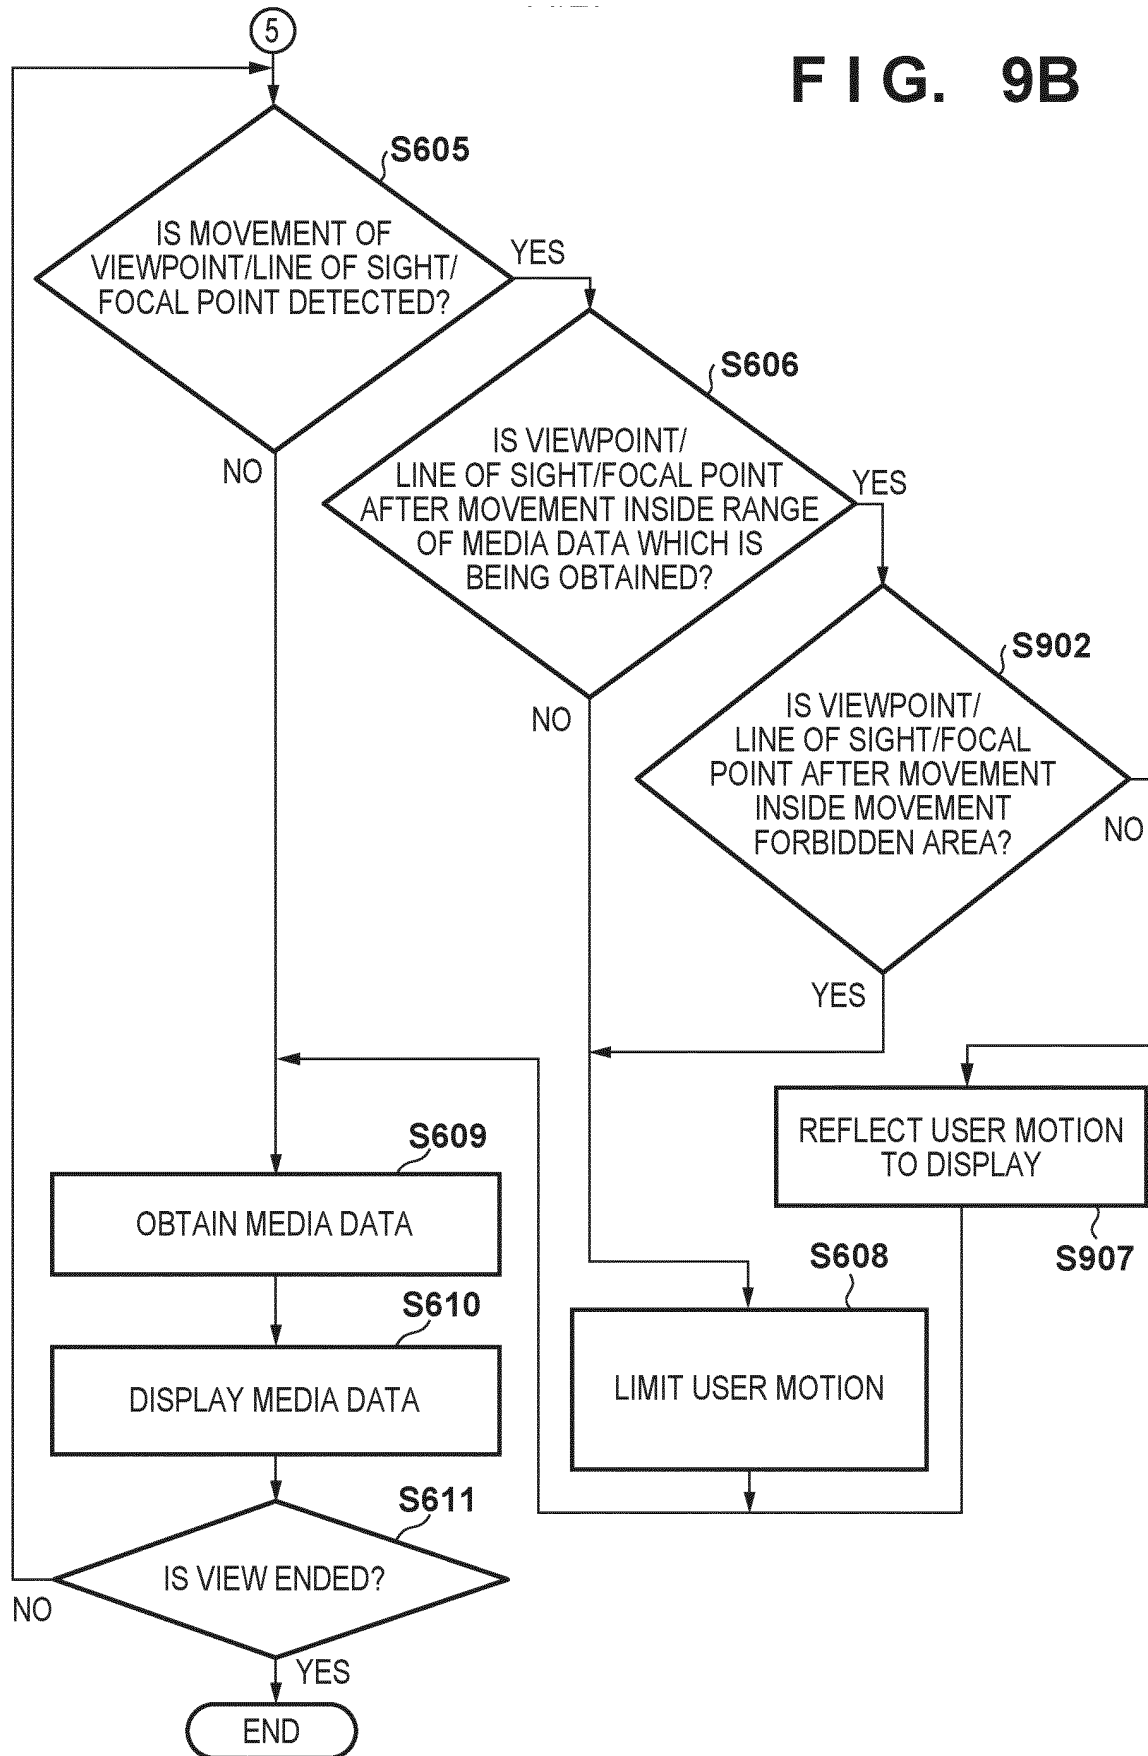 5
F I G. 9B
S605
IS MOVEMENT OF
VIEWPOINT/LINE OF SIGHT/
FOCAL POINT DETECTED?
YES
NO
S606
IS VIEWPOINT/
LINE OF SIGHT/FOCAL POINT
AFTER MOVEMENT INSIDE RANGE
OF MEDIA DATA WHICH IS
BEING OBTAINED?
YES
NO
S902
IS VIEWPOINT/
LINE OF SIGHT/FOCAL
POINT AFTER MOVEMENT
INSIDE MOVEMENT
FORBIDDEN AREA?
NO
YES
REFLECT USER MOTION
TO DISPLAY
S907
S609
OBTAIN MEDIA DATA
S608
LIMIT USER MOTION
S610
DISPLAY MEDIA DATA
S611
IS VIEW ENDED?
NO
YES
END